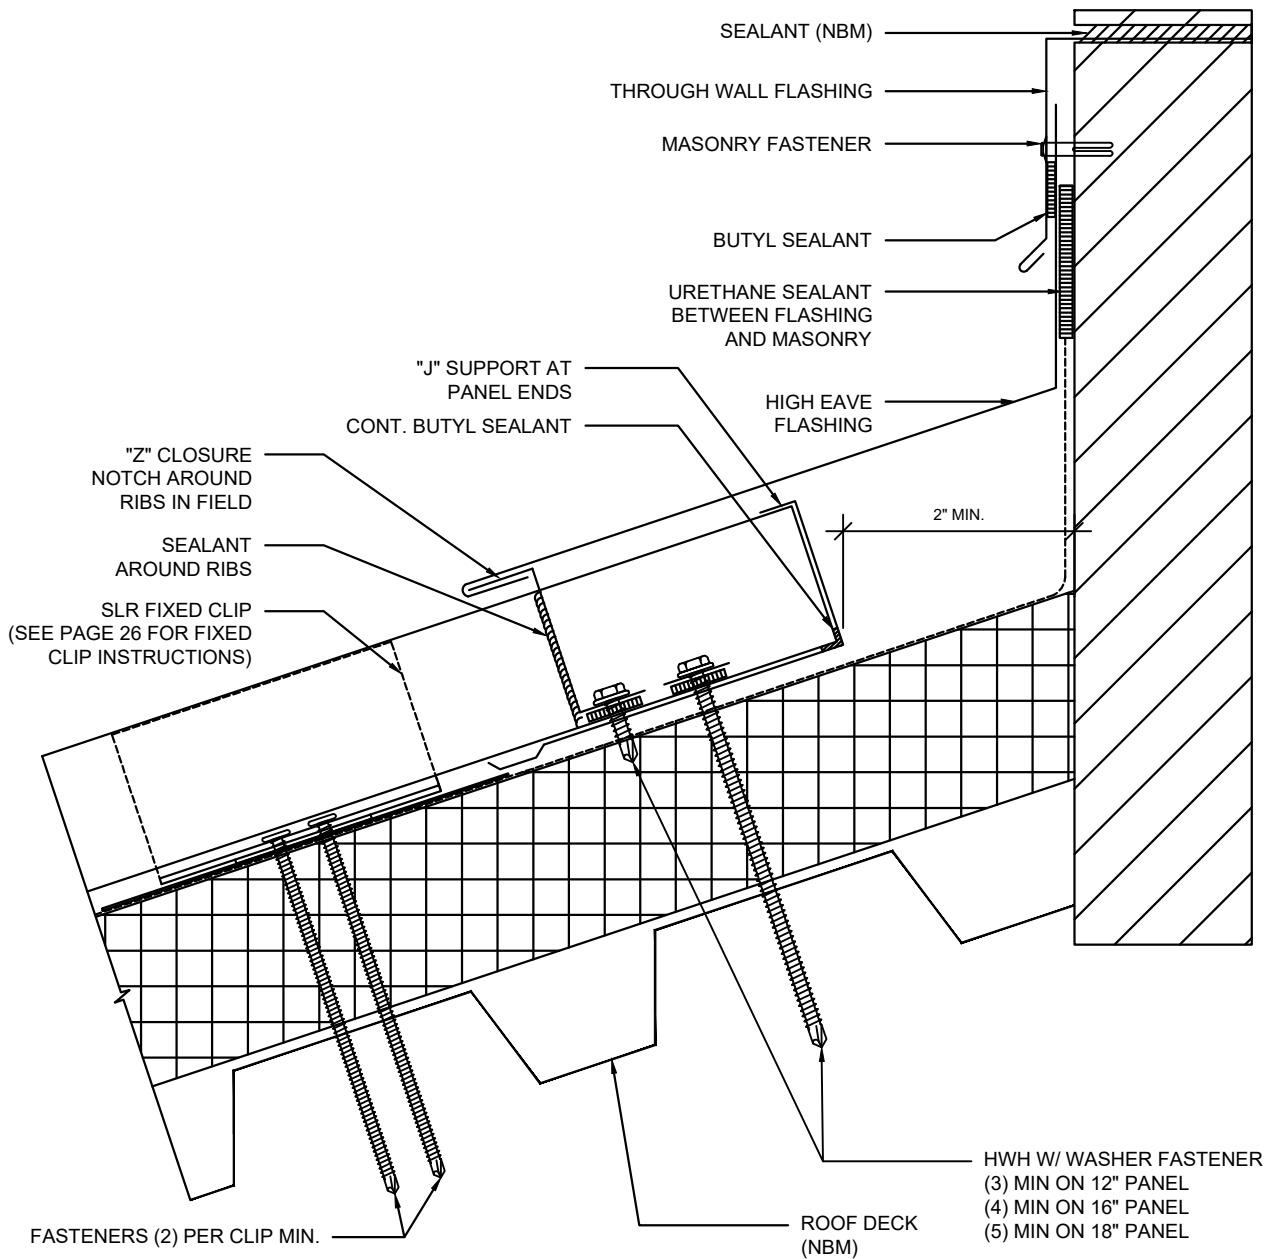 SEALANT (NBM)
THROUGH WALL FLASHING
MASONRY FASTENER
BUTYL SEALANT
URETHANE SEALANT
BETWEEN FLASHING
AND MASONRY
"J" SUPPORT AT
PANEL ENDS
HIGH EAVE
FLASHING
CONT. BUTYL SEALANT
"Z" CLOSURE
NOTCH AROUND
RIBS IN FIELD
2" MIN.
SEALANT
AROUND RIBS
SLR FIXED CLIP
(SEE PAGE 26 FOR FIXED
CLIP INSTRUCTIONS)
HWH W/ WASHER FASTENER
(3) MIN ON 12" PANEL
(4) MIN ON 16" PANEL
(5) MIN ON 18" PANEL
ROOF DECK
(NBM)
FASTENERS (2) PER CLIP MIN.